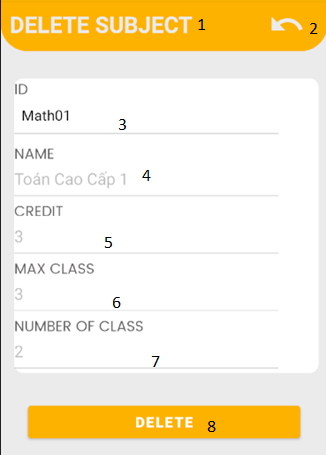 DELETE SUBJECT 1 2
ID
Math01 3
NAME
Toán Cao Cấp 1 4
CREDIT
3 5
MAX CLASS
3 6
NUMBER OF CLASS
2 7
DELETE 8